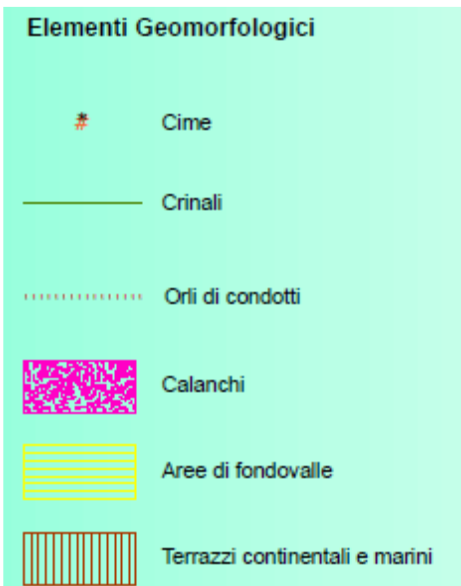 Elementi Geomorfologici
Cime
Crinali
Orli di condotti
Calanchi
Aree di fondovalle
Terrazzi continentali e marini